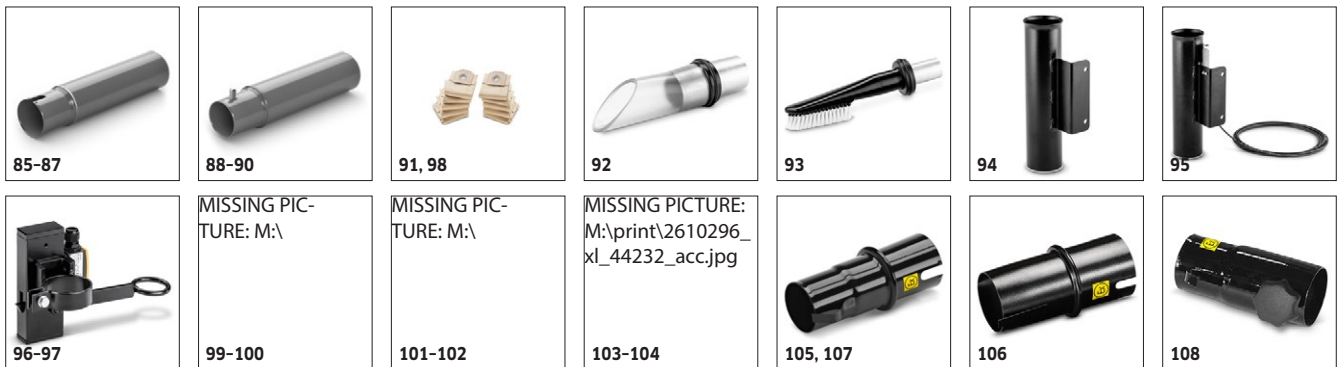 85–87
88–90
91, 98
92
93
94
95
MISSING PIC-
TURE: M:\
MISSING PIC-
TURE: M:\
MISSING PICTURE:
M:\print\2610296_
xl_44232_acc.jpg
96–97
99–100
101–102
103–104
105, 107
106
108